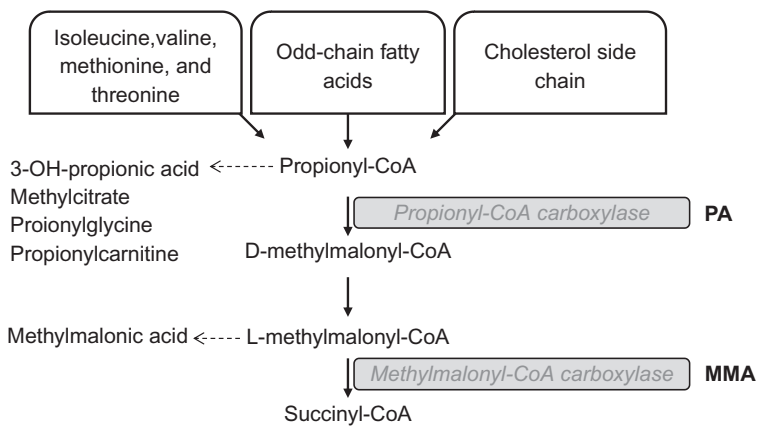 Isoleucine,valine,
methionine, and
threonine
Odd-chain fatty
acids
Cholesterol side
chain
3-OH-propionic acid
Methylcitrate
Proionylglycine
Propionylcarnitine
Propionyl-CoA
Propionyl-CoA carboxylase
PA
D-methylmalonyl-CoA
Methylmalonic acid
L-methylmalonyl-CoA
Methylmalonyl-CoA carboxylase
MMA
Succinyl-CoA